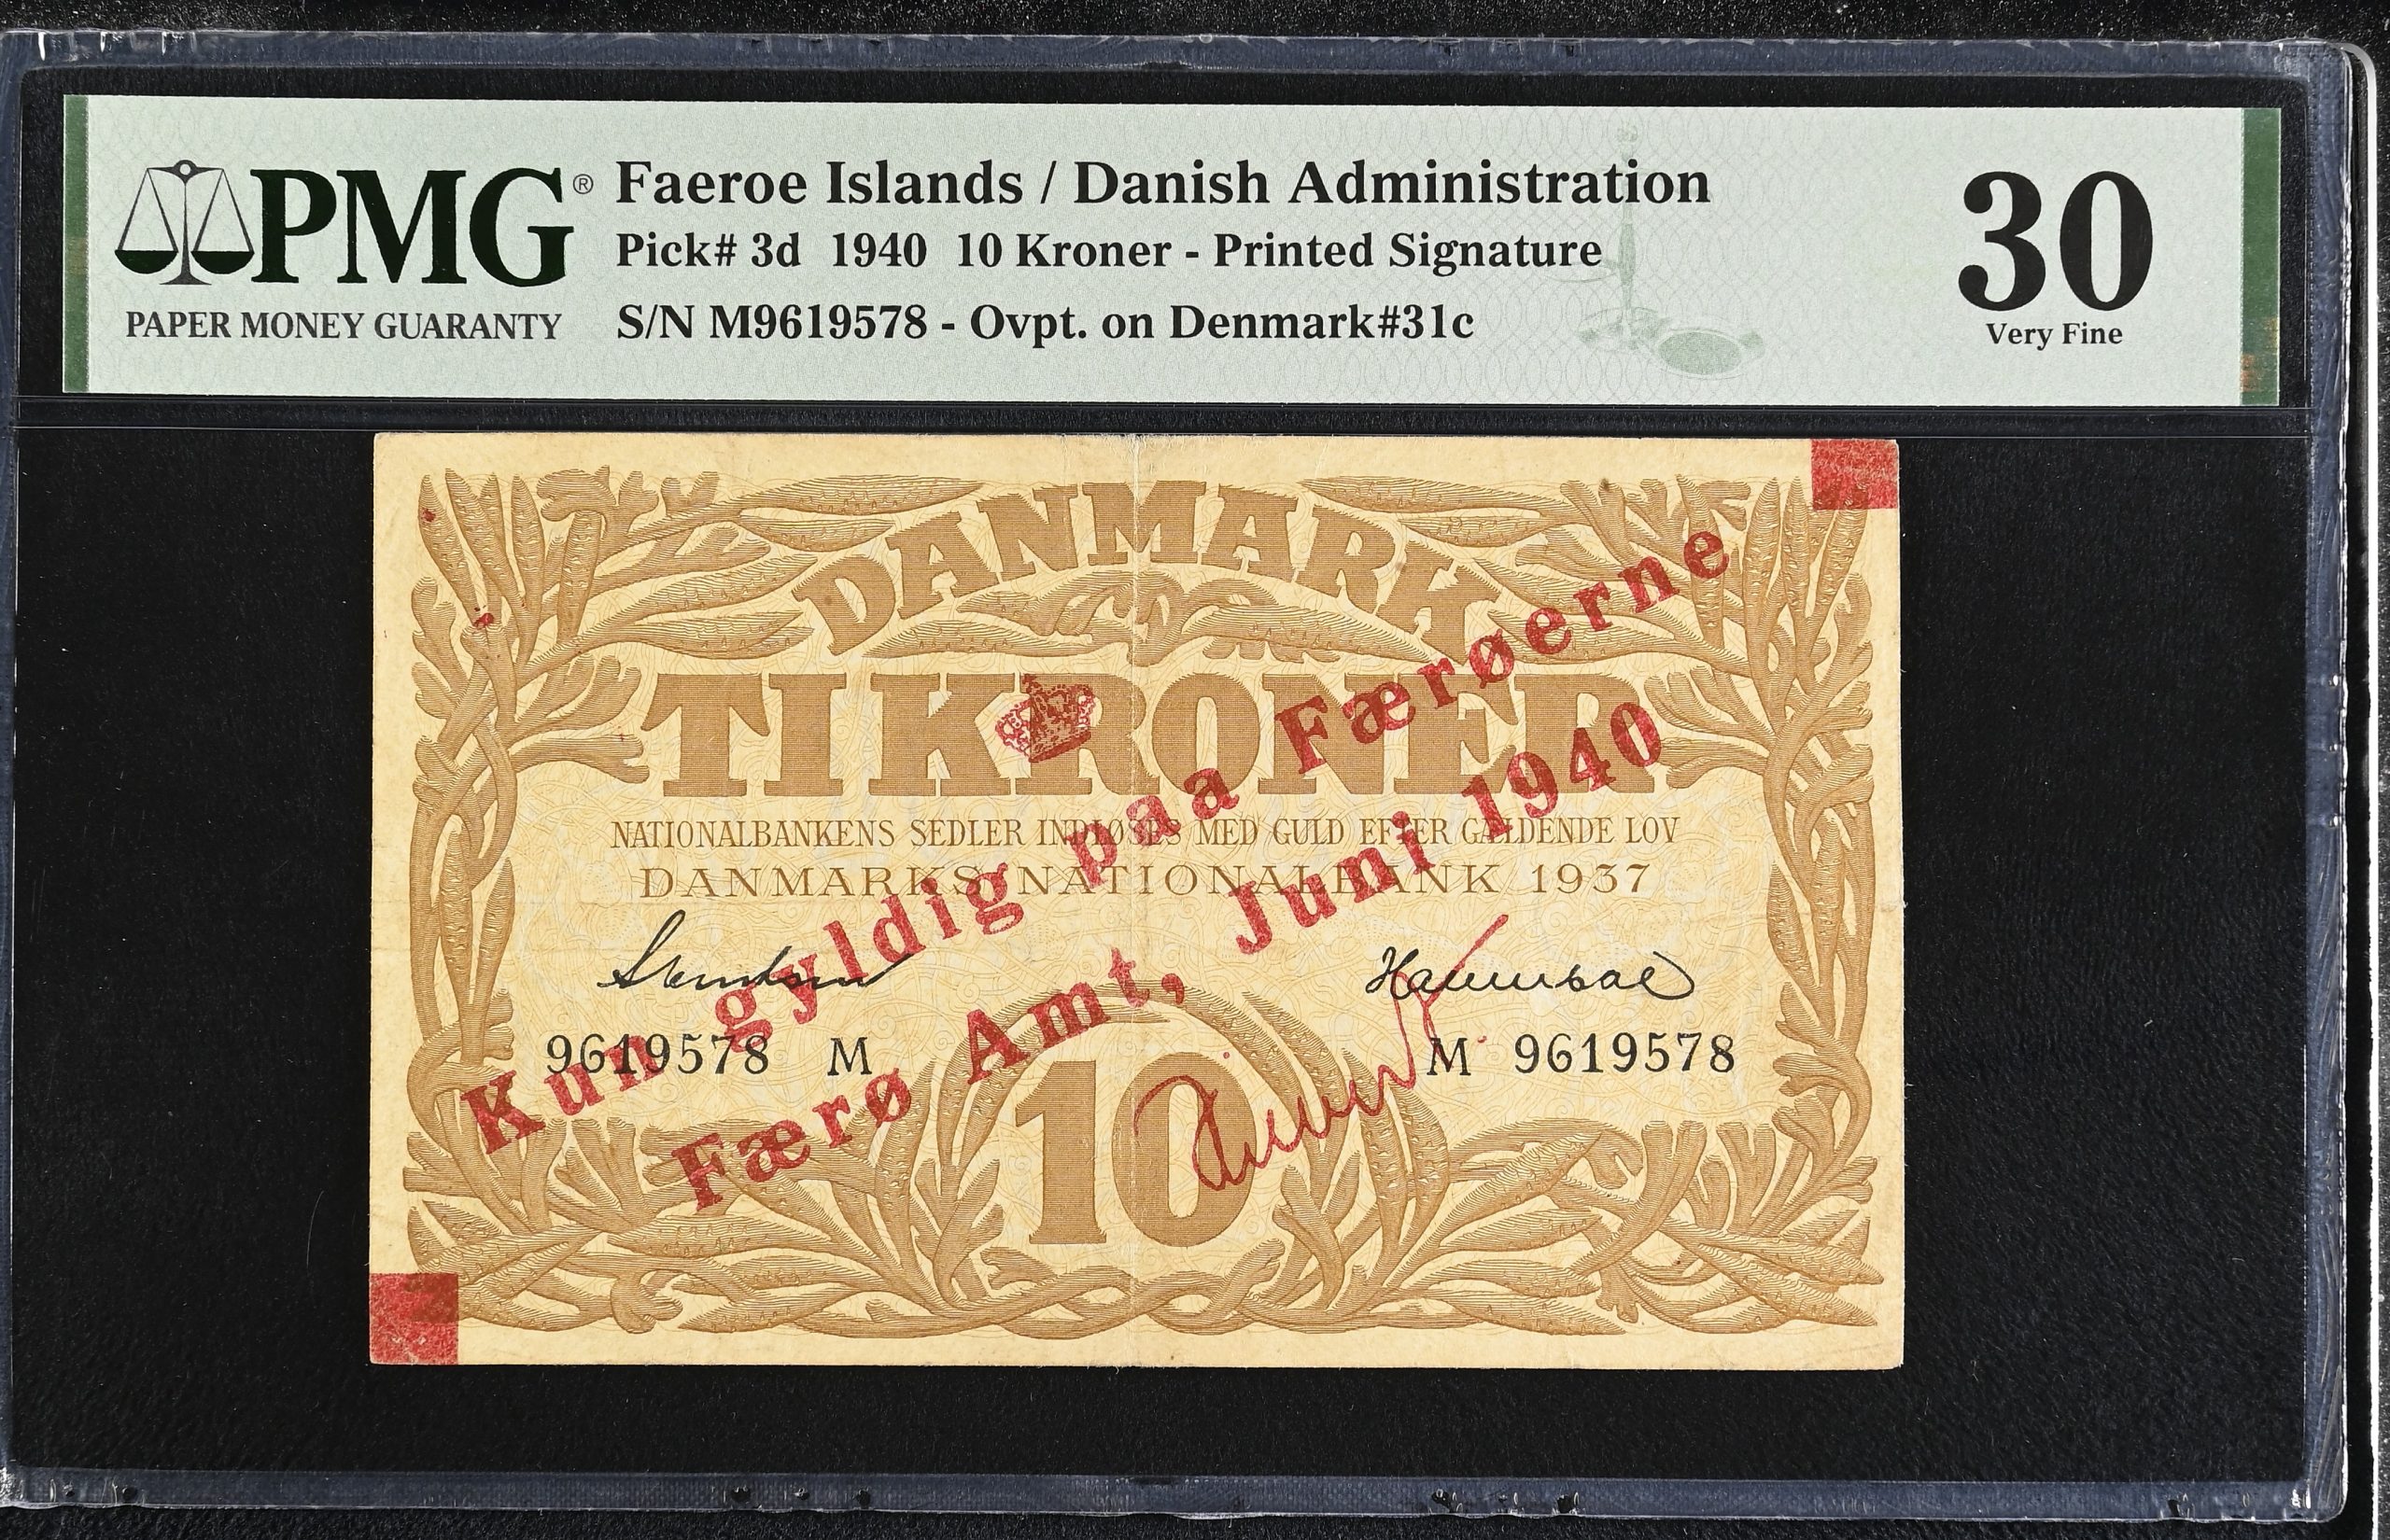 PMG®
PAPER MONEY GUARANTY
Faeroe Islands / Danish Administration
Pick# 3d 1940 10 Kroner - Printed Signature
S/N M9619578 - Ovpt. on Denmark#31c
30
Very Fine
DANMARK
TI KRONER
NATIONALBANKENS SEDLER INDLØSES MED GULD EFTER GÆLDENDE LOV
DANMARKS NATIONALBANK 1937
9619578 M
M 9619578
10
Kun gyldig paa Færøerne
Færø Amt, Juni 1940